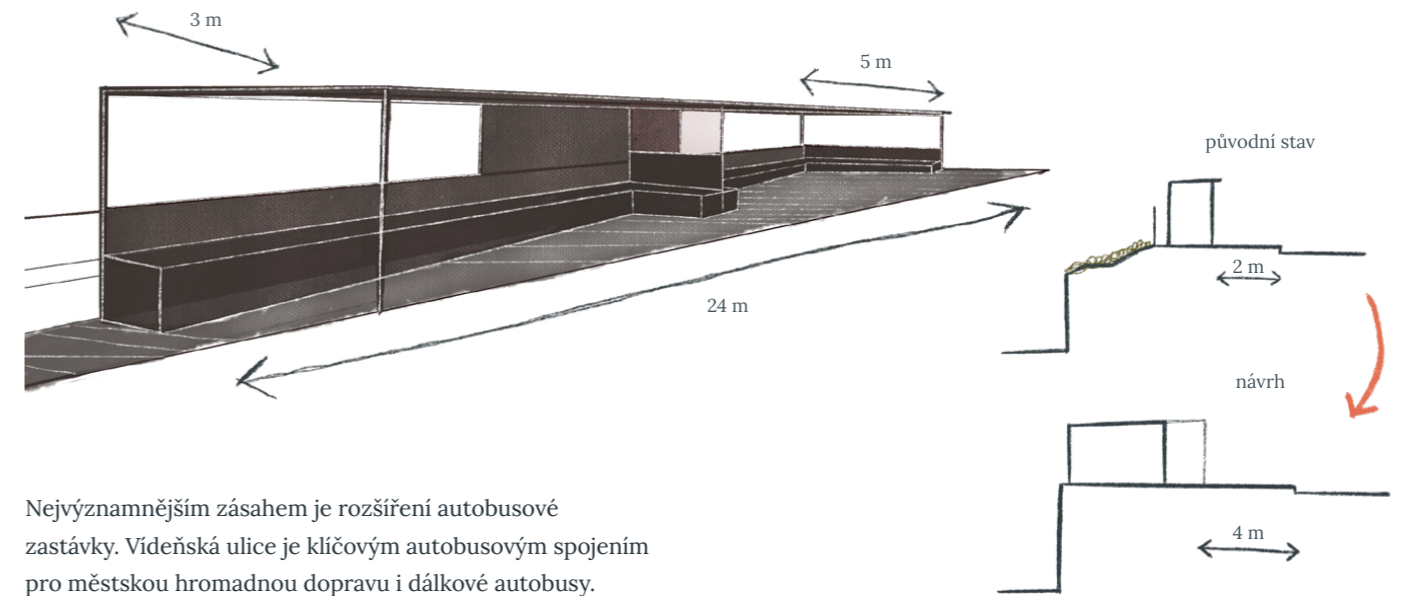 3 m
5 m
původní stav
2 m
24 m
návrh
4 m
Nejvýznamnějším zásahem je rozšíření autobusové
zastávky. Vídeňská ulice je klíčovým autobusovým spojením
pro městskou hromadnou dopravu i dálkové autobusy.